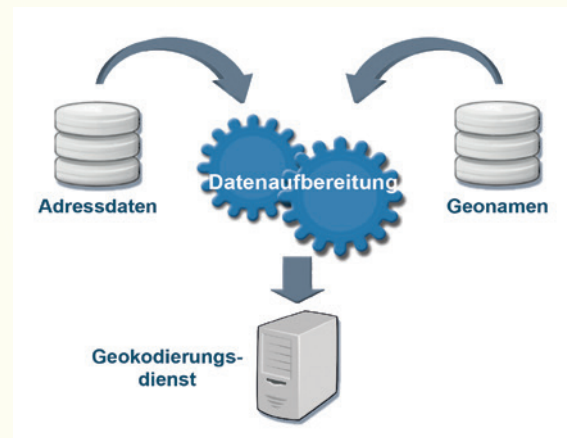 Datenaufbereitung
Adressdaten
Geonamen
Geokodierungs-
dienst